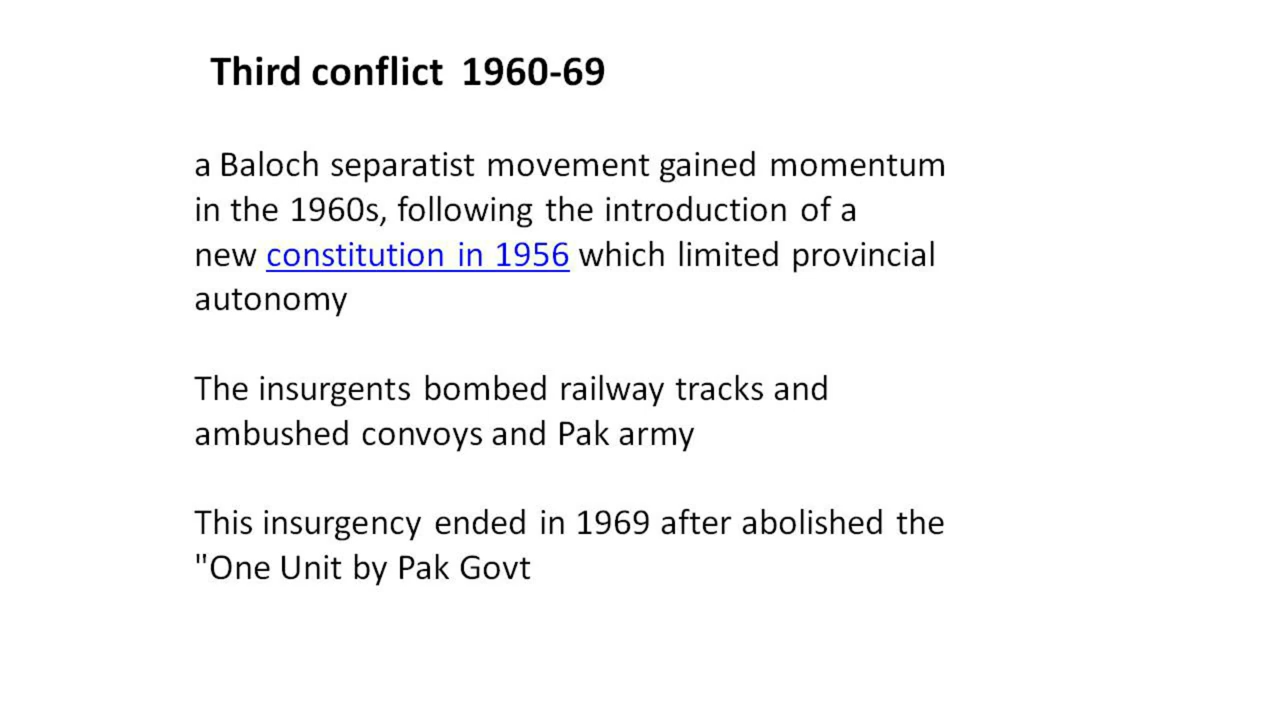 Third conflict 1960-69
a Baloch separatist movement gained momentum
in the 1960s, following the introduction of a
new constitution in 1956 which limited provincial
autonomy
The insurgents bombed railway tracks and
ambushed convoys and Pak army
This insurgency ended in 1969 after abolished the
"One Unit by Pak Govt